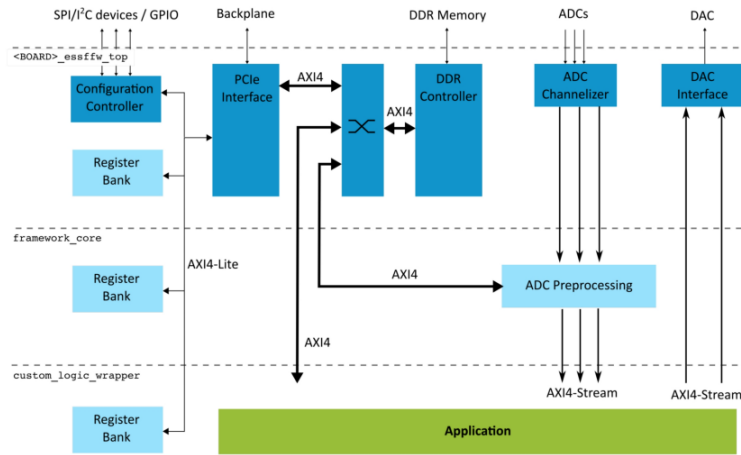 SPI/I²C devices / GPIO
Backplane
DDR Memory
ADCs
DAC
<BOARD>_essffw_top
Configuration
Controller
PCIe
Interface
AXI4
DDR
Controller
AXI4
ADC
Channelizer
DAC
Interface
Register
Bank
framework_core
AXI4-Lite
Register
Bank
AXI4
ADC Preprocessing
AXI4
custom_logic_wrapper
AXI4-Stream
AXI4-Stream
Register
Bank
Application